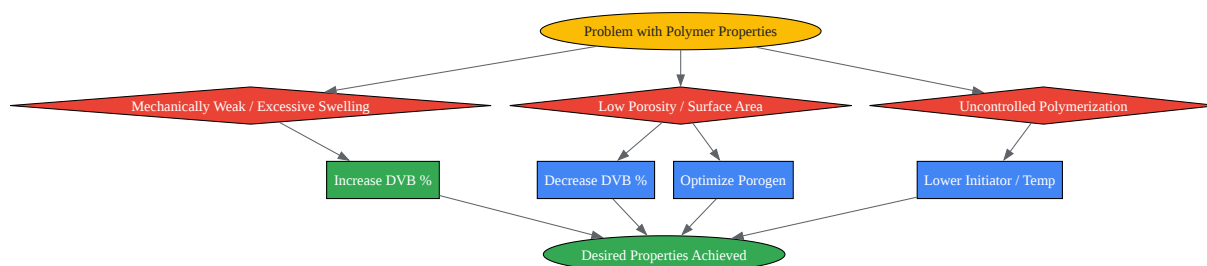 Problem with Polymer Properties
Mechanically Weak / Excessive Swelling
Low Porosity / Surface Area
Uncontrolled Polymerization
Increase DVB %
Decrease DVB %
Optimize Porogen
Lower Initiator / Temp
Desired Properties Achieved